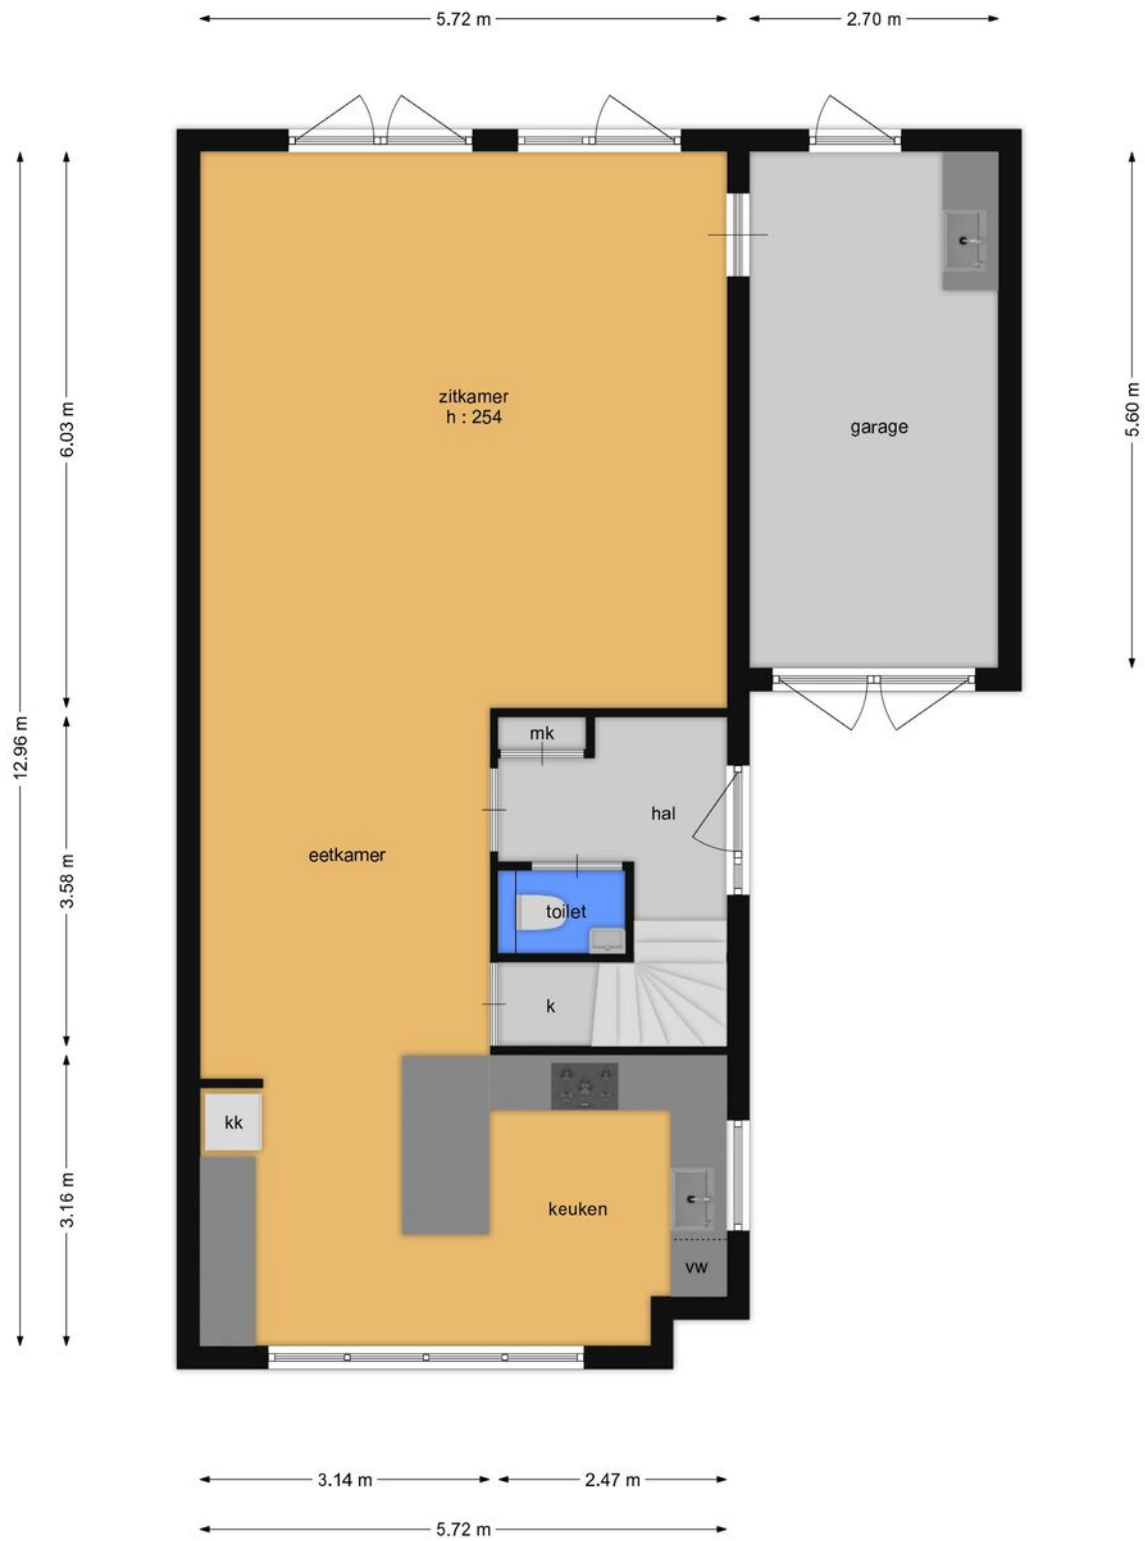 5.72 m
2.70 m
zitkamer
h : 254
6.03 m
5.60 m
garage
12.96 m
mk
hal
eetkamer
3.58 m
toilet
k
kk
3.16 m
keuken
vw
3.14 m
2.47 m
5.72 m